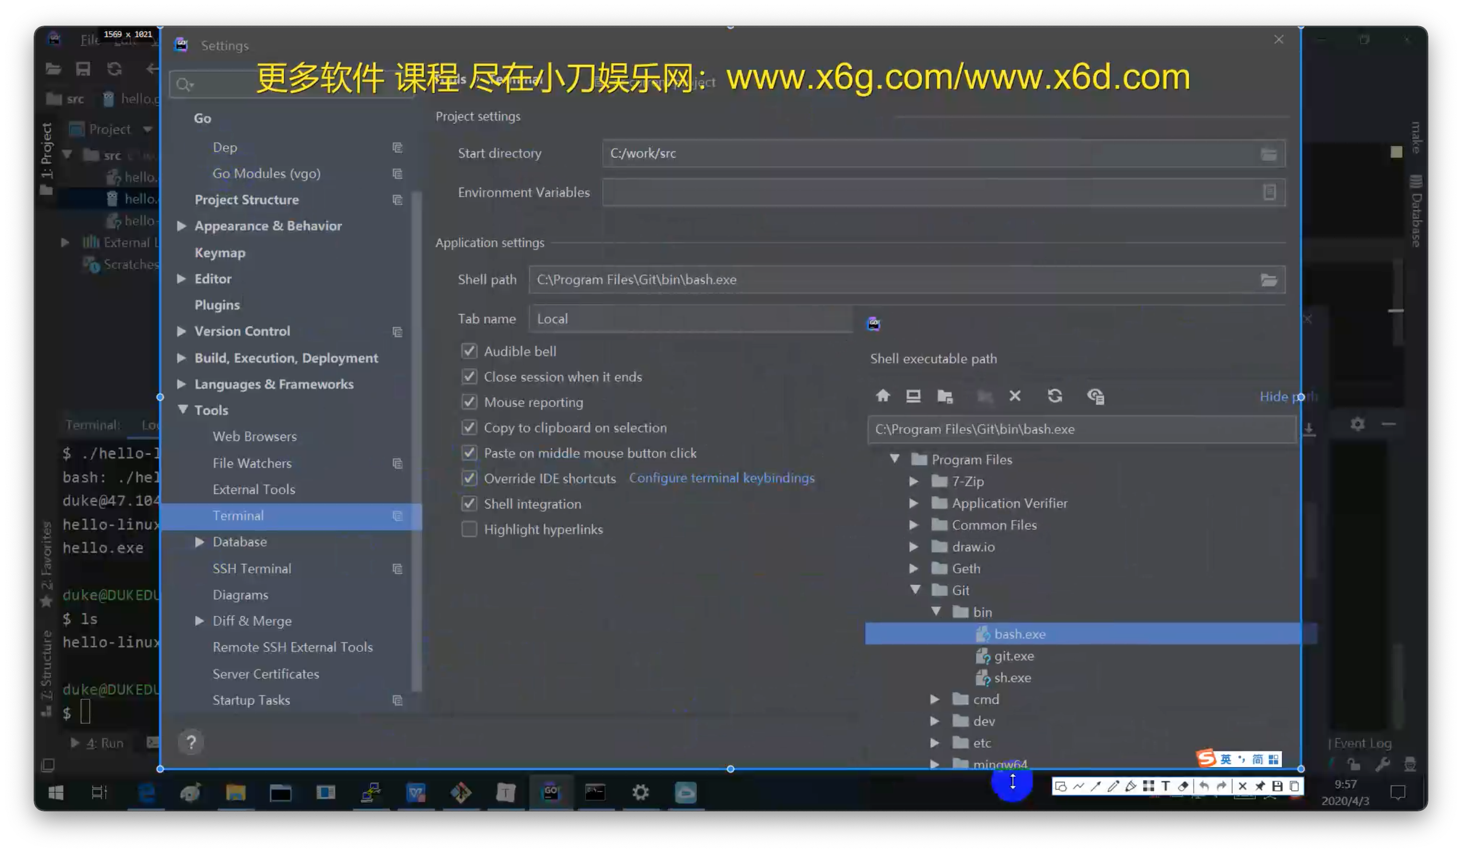 1569 x 1021
File
Settings
更多软件 课程 尽在小刀娱乐网：www.x6g.com/www.x6d.com
src
hello.g
Go
Project settings
1: Project
Project
Dep
Start directory
C:/work/src
make
src
Go Modules (vgo)
hello.
Environment Variables
hello.
Project Structure
Database
hello-
Appearance & Behavior
External L
Keymap
Application settings
Scratches
Editor
Shell path
C:\Program Files\Git\bin\bash.exe
Plugins
Tab name
Local
Version Control
Audible bell
Build, Execution, Deployment
Shell executable path
Close session when it ends
Languages & Frameworks
Mouse reporting
Hide p
Tools
Copy to clipboard on selection
C:\Program Files\Git\bin\bash.exe
Terminal:
Lo
Web Browsers
Paste on middle mouse button click
Program Files
$ ./hello-l
File Watchers
Override IDE shortcuts
Configure terminal keybindings
7-Zip
bash: ./hel
External Tools
Shell integration
Application Verifier
duke@47.104
Terminal
Highlight hyperlinks
Common Files
hello-linux
Database
draw.io
hello.exe
SSH Terminal
Geth
2: Favorites
duke@DUKEDU
Diagrams
Git
$ ls
Diff & Merge
bin
hello-linux
Remote SSH External Tools
bash.exe
Server Certificates
git.exe
7: Structure
duke@DUKEDU
Startup Tasks
sh.exe
$
cmd
dev
4: Run
?
etc
Event Log
mingw64
英
简
9:57
2020/4/3